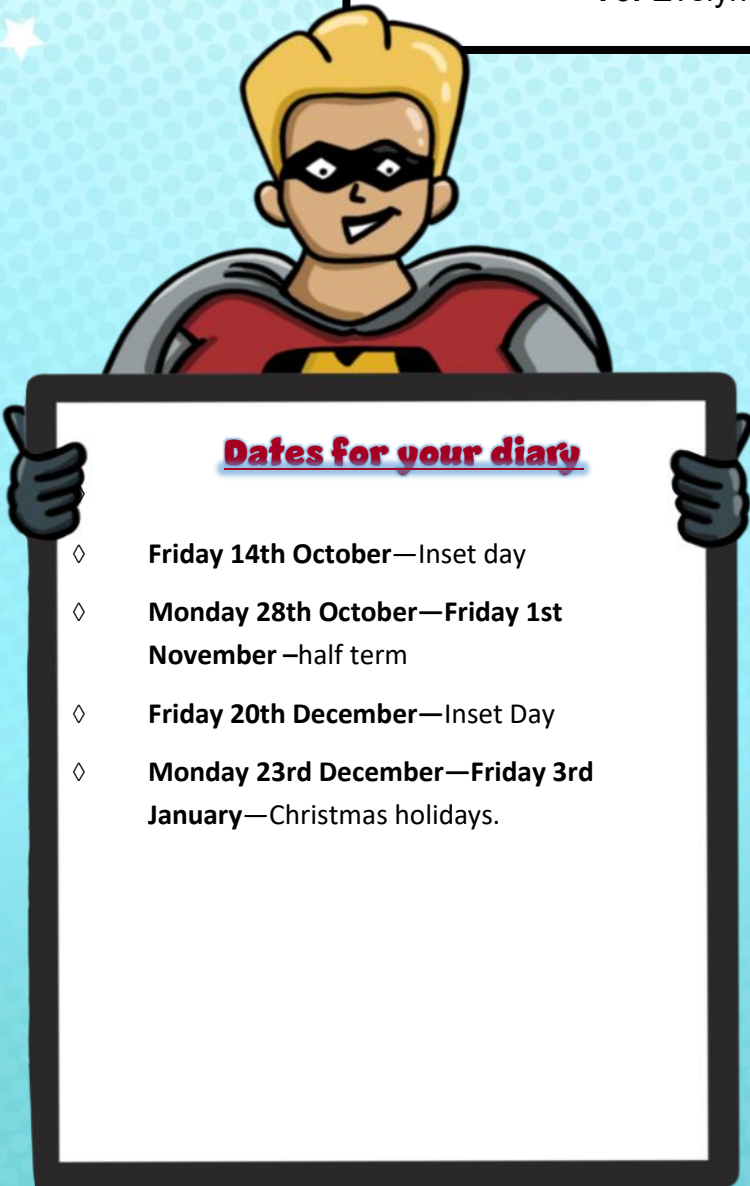 Dates for your diary
◊
◊ Friday 14th October—Inset day
◊ Monday 28th October—Friday 1st
November –half term
◊ Friday 20th December—Inset Day
◊ Monday 23rd December—Friday 3rd
January—Christmas holidays.